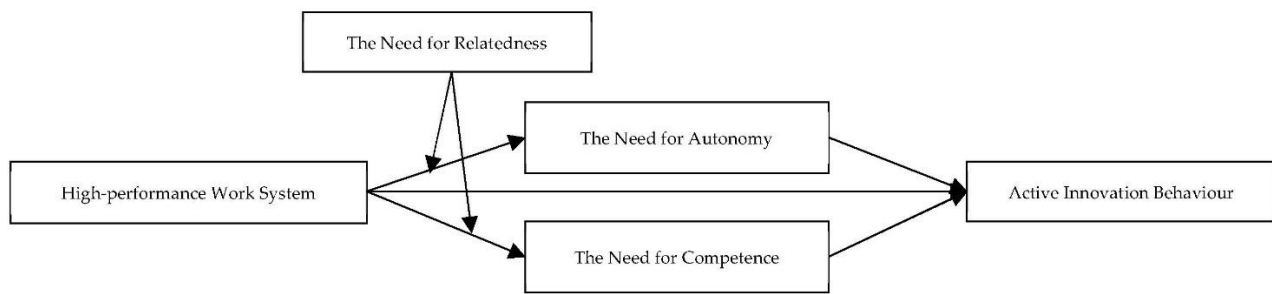 The Need for Relatedness
The Need for Autonomy
High-performance Work System
Active Innovation Behaviour
The Need for Competence